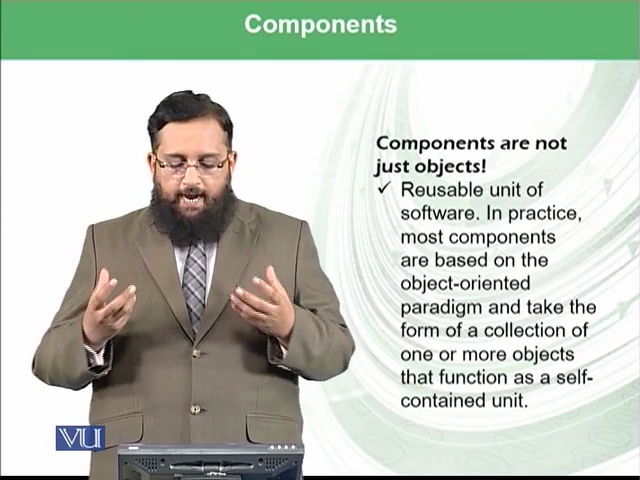 Components
Components are not
just objects!
✓ Reusable unit of
software. In practice,
most components
are based on the
object-oriented
paradigm and take the
form of a collection of
one or more objects
that function as a self-
contained unit.
VU